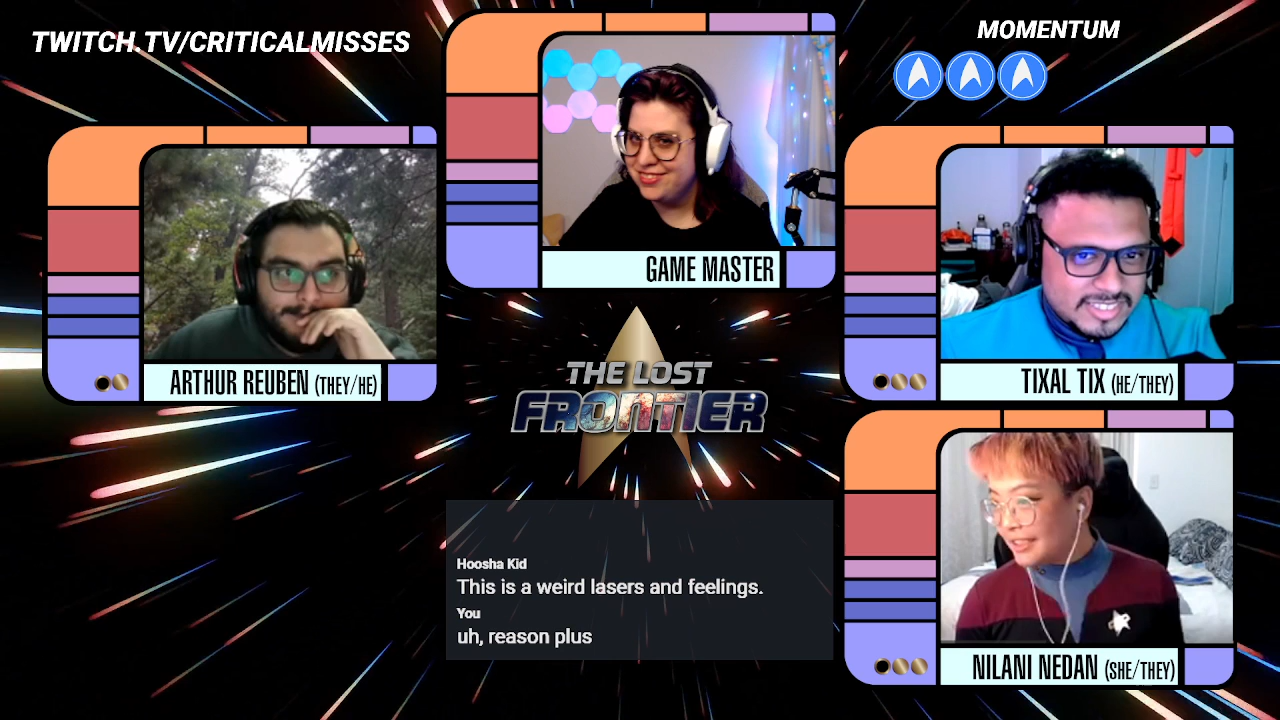 TWITCH.TV/CRITICALMISSES
MOMENTUM
GAME MASTER
ARTHUR REUBEN (THEY/HE)
TIXAL TIX (HE/THEY)
THE LOST
FRONTIER
Hoosha Kid
This is a weird lasers and feelings.
You
uh, reason plus
NILANI NEDAN (SHE/THEY)